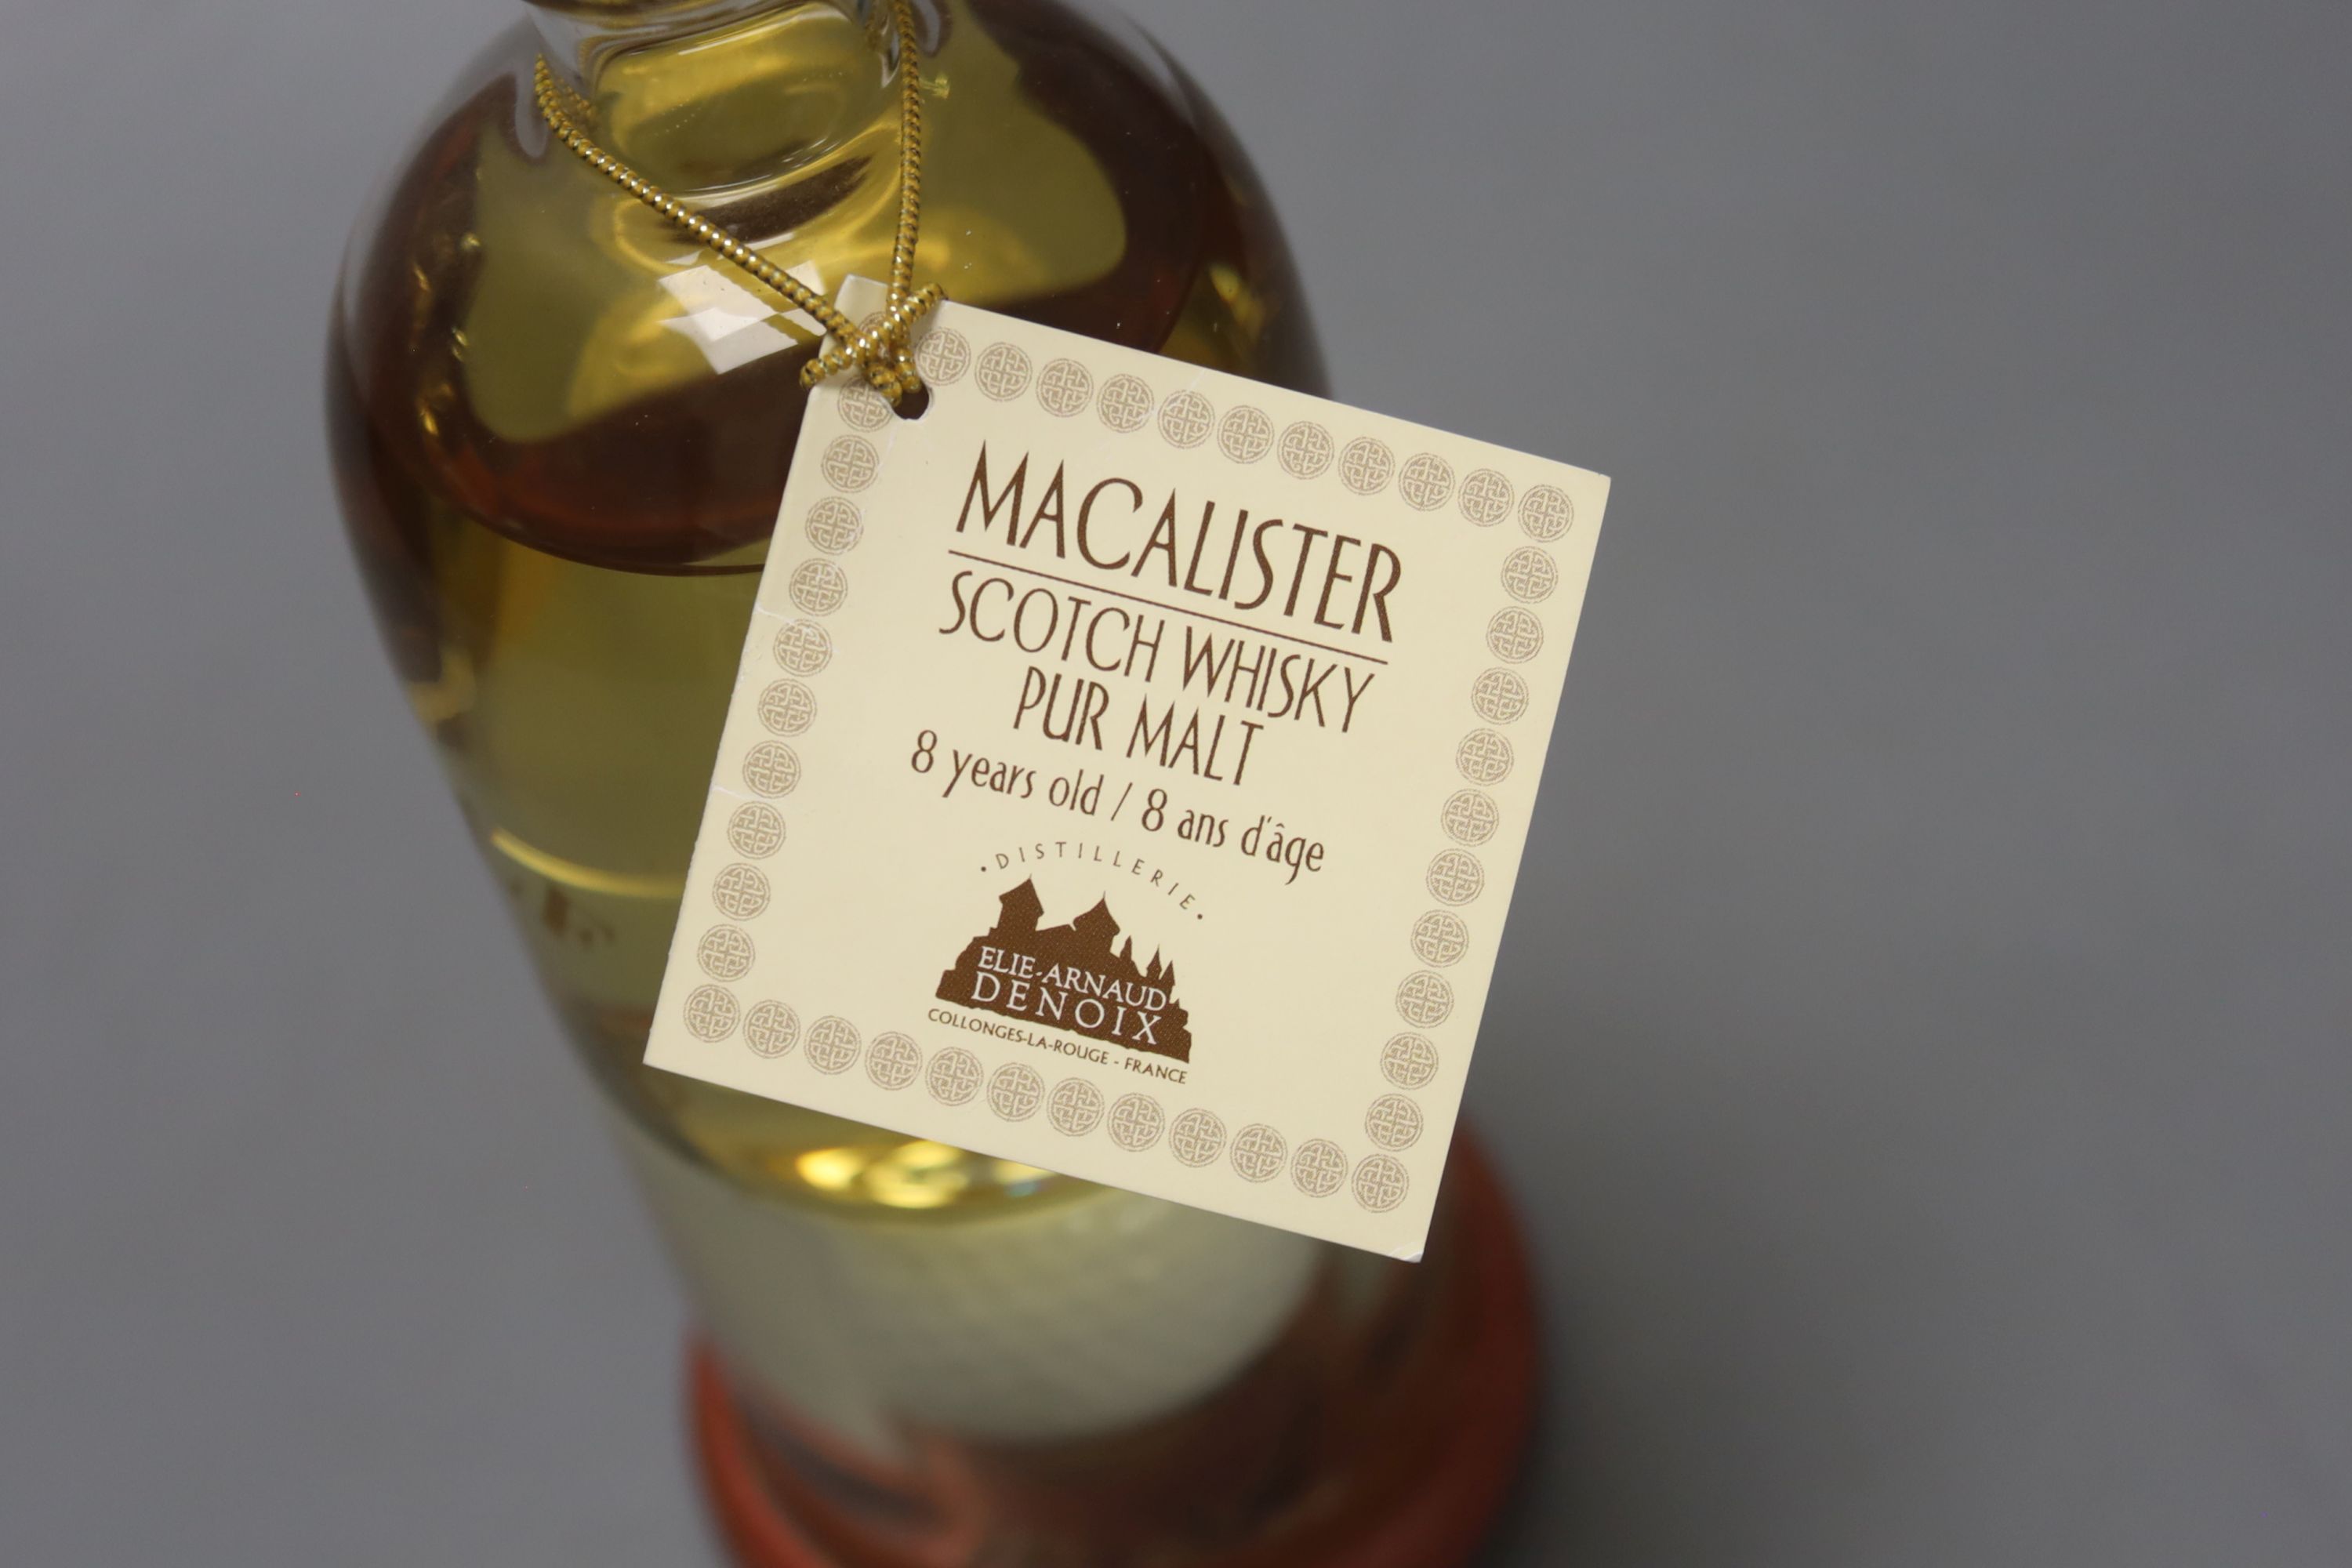 MACALISTER
SCOTCH WHISKY
PUR MALT
8 years old / 8 ans d'âge
• DISTILLERIE •
ELIE-ARNAUD
DENOIX
COLLONGES-LA-ROUGE - FRANCE